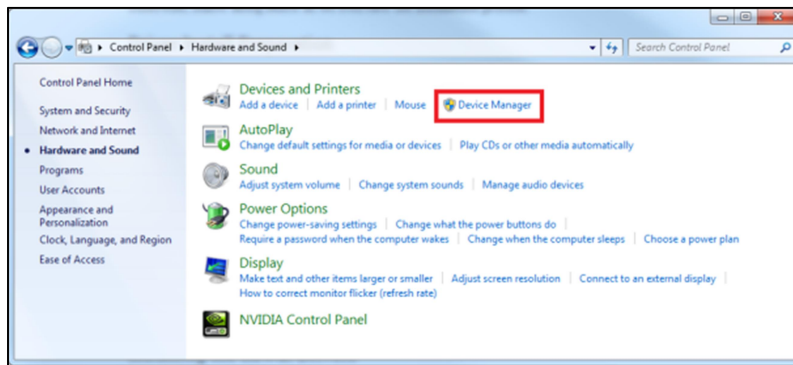 Control Panel ▸ Hardware and Sound ▸
Search Control Panel
Control Panel Home
System and Security
Network and Internet
Hardware and Sound
Programs
User Accounts
Appearance and
Personalization
Clock, Language, and Region
Ease of Access
Devices and Printers
Add a device | Add a printer | Mouse | Device Manager
AutoPlay
Change default settings for media or devices | Play CDs or other media automatically
Sound
Adjust system volume | Change system sounds | Manage audio devices
Power Options
Change power-saving settings | Change what the power buttons do |
Require a password when the computer wakes | Change when the computer sleeps | Choose a power plan
Display
Make text and other items larger or smaller | Adjust screen resolution | Connect to an external display |
How to correct monitor flicker (refresh rate)
NVIDIA Control Panel